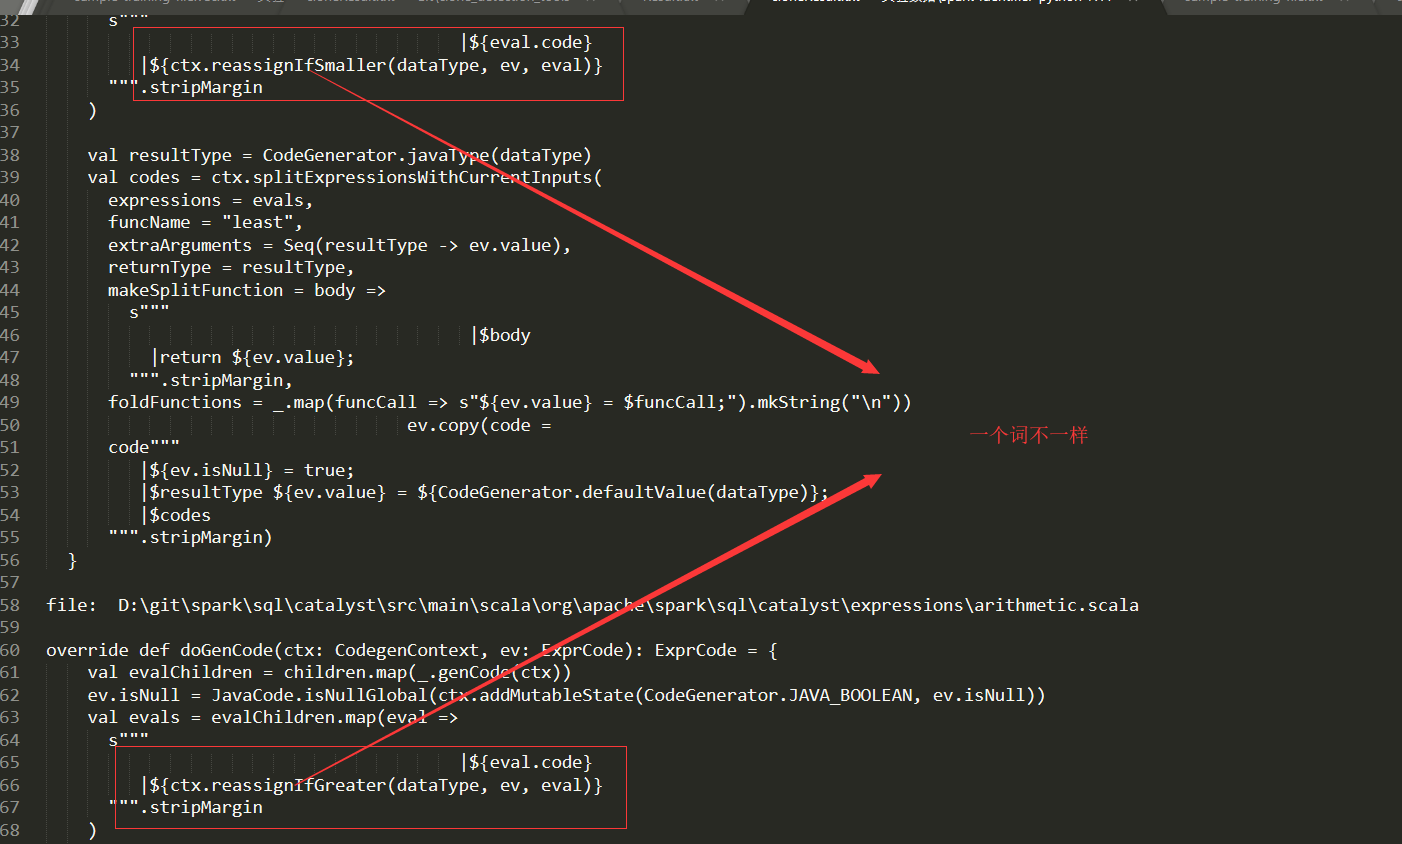 32 s"""
33 |${eval.code}
34 |${ctx.reassignIfSmaller(dataType, ev, eval)}
35 """.stripMargin
36 )
37
38 val resultType = CodeGenerator.javaType(dataType)
39 val codes = ctx.splitExpressionsWithCurrentInputs(
40 expressions = evals,
41 funcName = "least",
42 extraArguments = Seq(resultType -> ev.value),
43 returnType = resultType,
44 makeSplitFunction = body =>
45 s"""
46 |$body
47 |return ${ev.value};
48 """.stripMargin,
49 foldFunctions = _.map(funcCall => s"${ev.value} = $funcCall;").mkString("\n"))
50 ev.copy(code =
一个词不一样
51 code"""
52 |${ev.isNull} = true;
53 |$resultType ${ev.value} = ${CodeGenerator.defaultValue(dataType)};
54 |$codes
55 """.stripMargin)
56 }
57
58 file: D:\git\spark\sql\catalyst\src\main\scala\org\apache\spark\sql\catalyst\expressions\arithmetic.scala
59
60 override def doGenCode(ctx: CodegenContext, ev: ExprCode): ExprCode = {
61 val evalChildren = children.map(_.genCode(ctx))
62 ev.isNull = JavaCode.isNullGlobal(ctx.addMutableState(CodeGenerator.JAVA_BOOLEAN, ev.isNull))
63 val evals = evalChildren.map(eval =>
64 s"""
65 |${eval.code}
66 |${ctx.reassignIfGreater(dataType, ev, eval)}
67 """.stripMargin
68 )